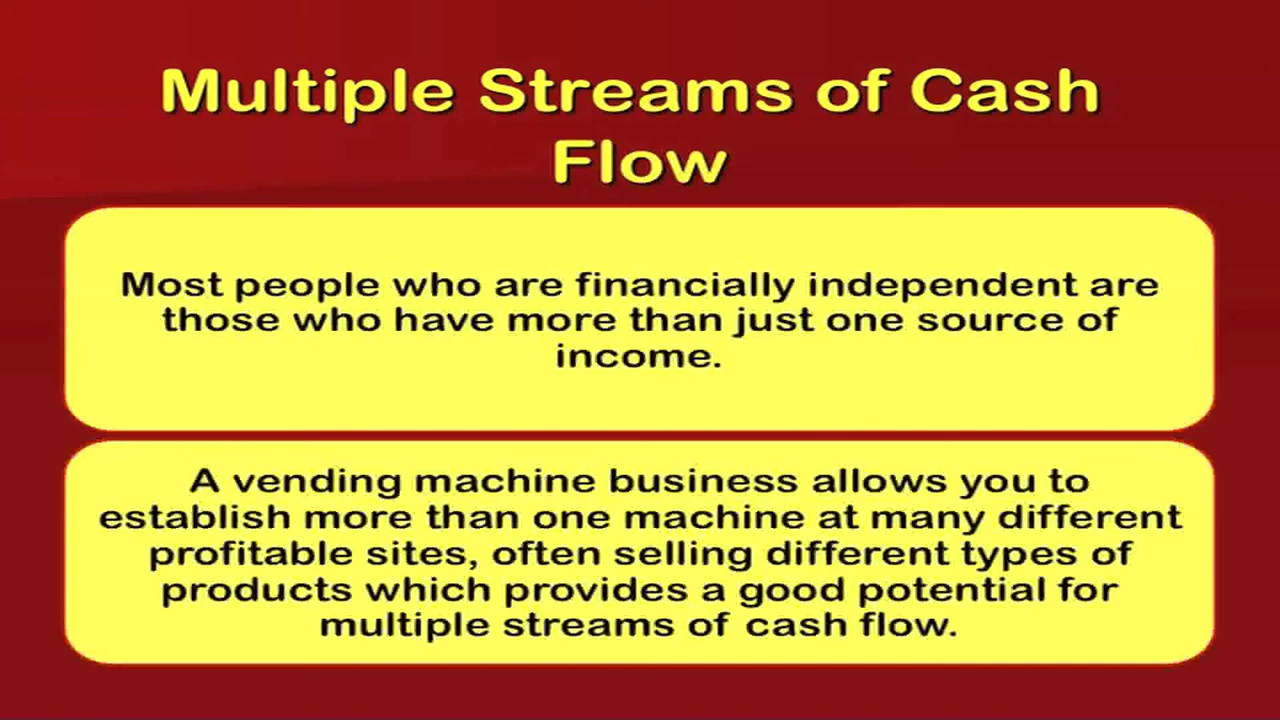 Multiple Streams of Cash
Flow
Most people who are financially independent are
those who have more than just one source of
income.
A vending machine business allows you to
establish more than one machine at many different
profitable sites, often selling different types of
products which provides a good potential for
multiple streams of cash flow.